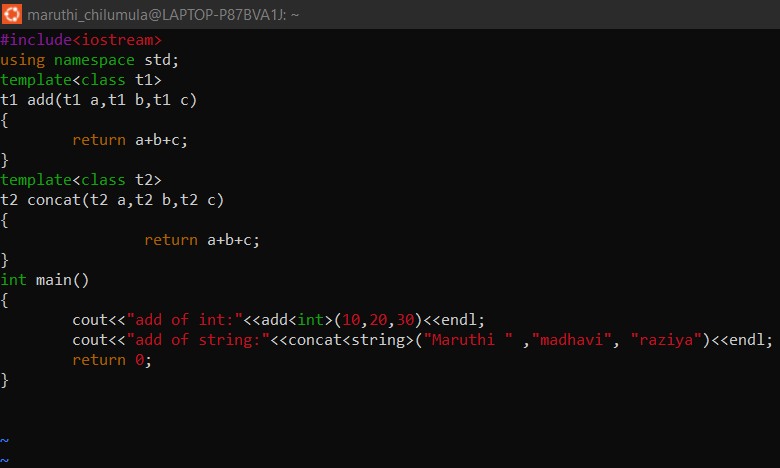 maruthi_chilumula@LAPTOP-P87BVA1J: ~
#include<iostream>
using namespace std;
template<class t1>
t1 add(t1 a,t1 b,t1 c)
{
        return a+b+c;
}
template<class t2>
t2 concat(t2 a,t2 b,t2 c)
{
                return a+b+c;
}
int main()
{
        cout<<"add of int:"<<add<int>(10,20,30)<<endl;
        cout<<"add of string:"<<concat<string>("Maruthi " ,"madhavi", "raziya")<<endl;
        return 0;
}
~
~